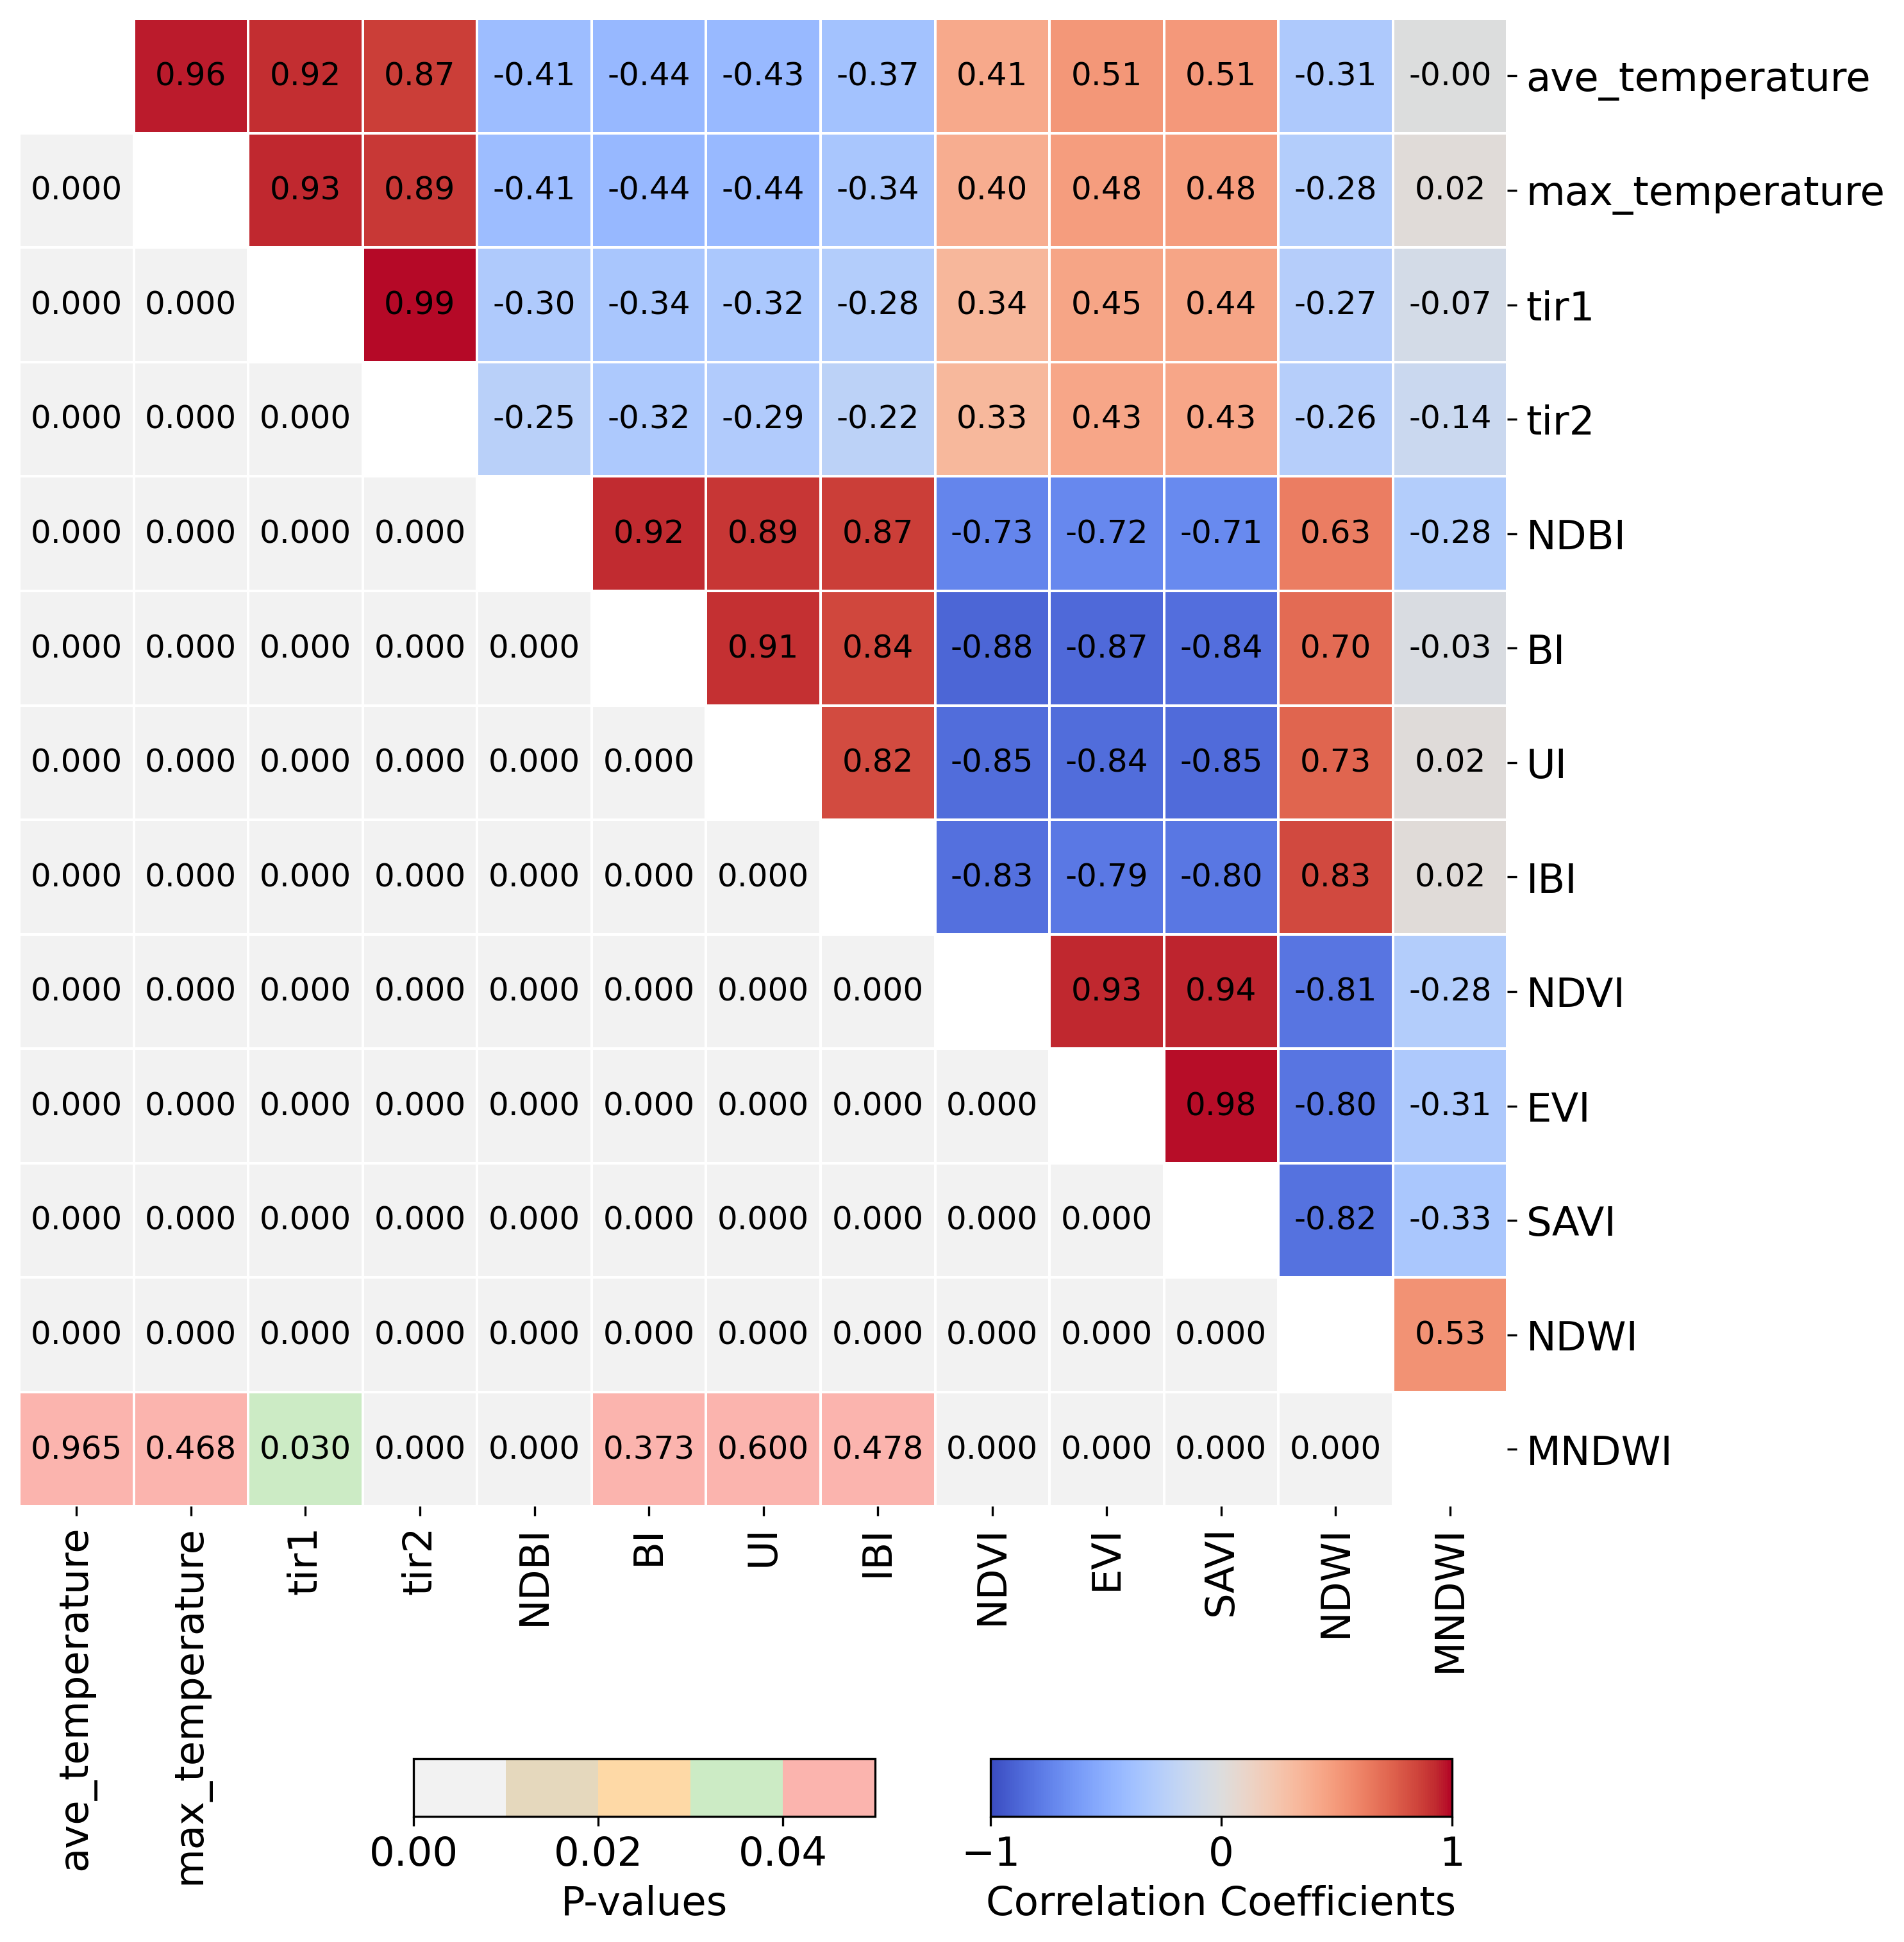 0.96 0.92 0.87 -0.41 -0.44 -0.43 -0.37 0.41 0.51 0.51 -0.31 -0.00 ave_temperature
0.000 0.93 0.89 -0.41 -0.44 -0.44 -0.34 0.40 0.48 0.48 -0.28 0.02 max_temperature
0.000 0.000 0.99 -0.30 -0.34 -0.32 -0.28 0.34 0.45 0.44 -0.27 -0.07 tir1
0.000 0.000 0.000 -0.25 -0.32 -0.29 -0.22 0.33 0.43 0.43 -0.26 -0.14 tir2
0.000 0.000 0.000 0.000 0.92 0.89 0.87 -0.73 -0.72 -0.71 0.63 -0.28 NDBI
0.000 0.000 0.000 0.000 0.000 0.91 0.84 -0.88 -0.87 -0.84 0.70 -0.03 BI
0.000 0.000 0.000 0.000 0.000 0.000 0.82 -0.85 -0.84 -0.85 0.73 0.02 UI
0.000 0.000 0.000 0.000 0.000 0.000 0.000 -0.83 -0.79 -0.80 0.83 0.02 IBI
0.000 0.000 0.000 0.000 0.000 0.000 0.000 0.000 0.93 0.94 -0.81 -0.28 NDVI
0.000 0.000 0.000 0.000 0.000 0.000 0.000 0.000 0.000 0.98 -0.80 -0.31 EVI
0.000 0.000 0.000 0.000 0.000 0.000 0.000 0.000 0.000 0.000 -0.82 -0.33 SAVI
0.000 0.000 0.000 0.000 0.000 0.000 0.000 0.000 0.000 0.000 0.000 0.53 NDWI
0.965 0.468 0.030 0.000 0.000 0.373 0.600 0.478 0.000 0.000 0.000 0.000 MNDWI
ave_temperature
max_temperature
tir1
tir2
NDBI
BI
UI
IBI
NDVI
EVI
SAVI
NDWI
MNDWI
0.00 0.02 0.04
P-values
−1 0 1
Correlation Coefficients